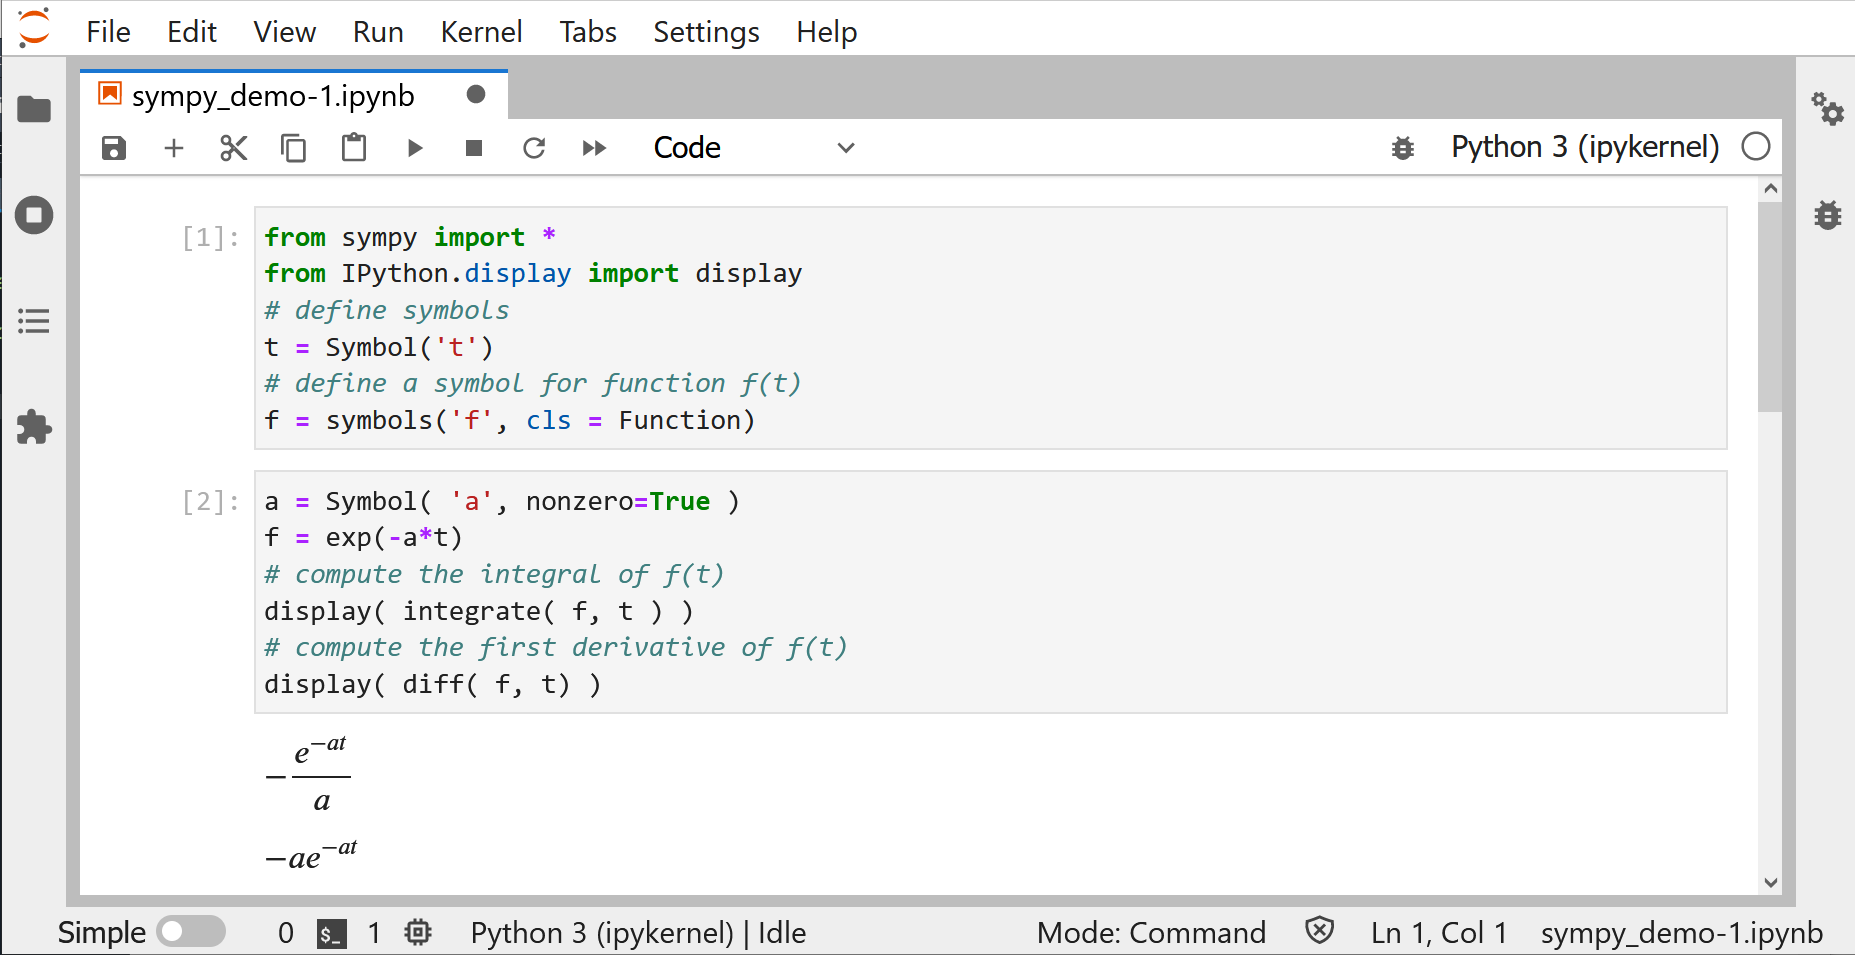 File Edit View Run Kernel Tabs Settings Help
sympy_demo-1.ipynb
Code Python 3 (ipykernel)
[1]: from sympy import *
from IPython.display import display
# define symbols
t = Symbol('t')
# define a symbol for function f(t)
f = symbols('f', cls = Function)
[2]: a = Symbol( 'a', nonzero=True )
f = exp(-a*t)
# compute the integral of f(t)
display( integrate( f, t ) )
# compute the first derivative of f(t)
display( diff( f, t) )
−e^{−at}/a
−ae^{−at}
Simple 0 $_ 1 Python 3 (ipykernel) | Idle Mode: Command Ln 1, Col 1 sympy_demo-1.ipynb